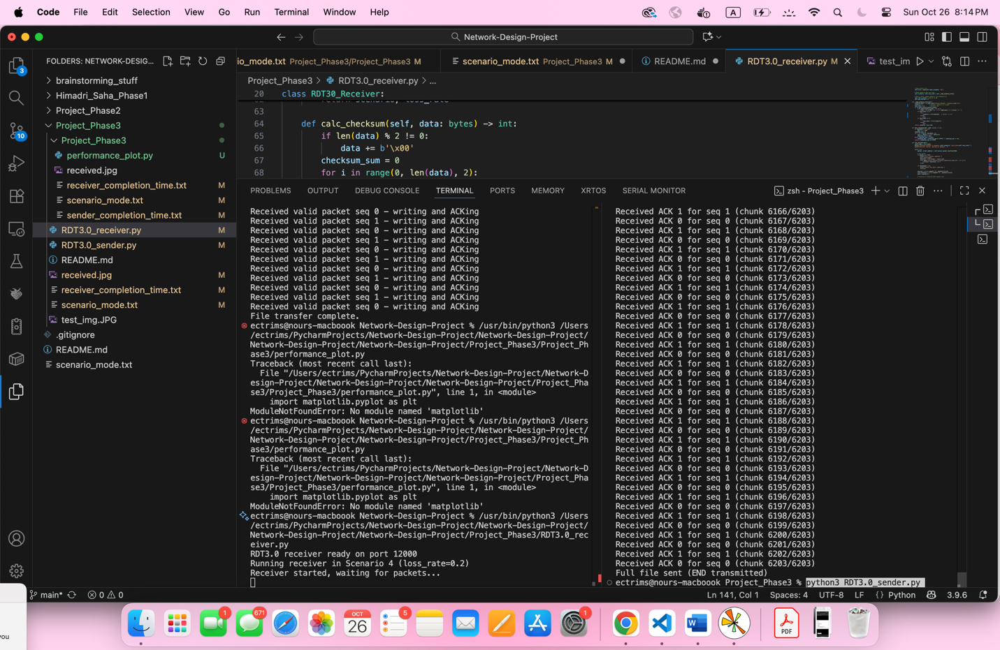 Code File Edit Selection View Go Run Terminal Window Help
A
Sun Oct 26 8:14 PM
Network-Design-Project
FOLDERS: NETWORK-DESIG...
3
10
brainstorming_stuff
Himadri_Saha_Phase1
Project_Phase2
Project_Phase3
Project_Phase3
performance_plot.py U
received.jpg
receiver_completion_time.txt M
scenario_mode.txt M
sender_completion_time.txt M
RDT3.0_receiver.py M
RDT3.0_sender.py M
README.md
received.jpg M
receiver_completion_time.txt M
scenario_mode.txt M
test_img.JPG
.gitignore
README.md
scenario_mode.txt
io_mode.txt Project_Phase3/Project_Phase3 M
scenario_mode.txt Project_Phase3 M
README.md
RDT3.0_receiver.py M
test_im
Project_Phase3 > RDT3.0_receiver.py > ...
20 class RDT30_Receiver:
63
64 def calc_checksum(self, data: bytes) -> int:
65 if len(data) % 2 != 0:
66 data += b'\x00'
67 checksum_sum = 0
68 for i in range(0, len(data), 2):
PROBLEMS OUTPUT DEBUG CONSOLE TERMINAL PORTS MEMORY XRTOS SERIAL MONITOR
zsh - Project_Phase3
Received valid packet seq 0 - writing and ACKing
Received valid packet seq 1 - writing and ACKing
Received valid packet seq 0 - writing and ACKing
Received valid packet seq 1 - writing and ACKing
Received valid packet seq 0 - writing and ACKing
Received valid packet seq 1 - writing and ACKing
Received valid packet seq 0 - writing and ACKing
Received valid packet seq 1 - writing and ACKing
Received valid packet seq 0 - writing and ACKing
Received valid packet seq 1 - writing and ACKing
Received valid packet seq 0 - writing and ACKing
File transfer complete.
ectrims@nours-macboook Network-Design-Project % /usr/bin/python3 /Users
/ectrims/PycharmProjects/Network-Design-Project/Network-Design-Project/
Network-Design-Project/Network-Design-Project/Project_Phase3/Project_Ph
ase3/performance_plot.py
Traceback (most recent call last):
File "/Users/ectrims/PycharmProjects/Network-Design-Project/Network-D
esign-Project/Network-Design-Project/Network-Design-Project/Project_Pha
se3/Project_Phase3/performance_plot.py", line 1, in <module>
import matplotlib.pyplot as plt
ModuleNotFoundError: No module named 'matplotlib'
ectrims@nours-macboook Network-Design-Project % /usr/bin/python3 /Users
/ectrims/PycharmProjects/Network-Design-Project/Network-Design-Project/
Network-Design-Project/Network-Design-Project/Project_Phase3/Project_Ph
ase3/performance_plot.py
Traceback (most recent call last):
File "/Users/ectrims/PycharmProjects/Network-Design-Project/Network-D
esign-Project/Network-Design-Project/Network-Design-Project/Project_Pha
se3/Project_Phase3/performance_plot.py", line 1, in <module>
import matplotlib.pyplot as plt
ModuleNotFoundError: No module named 'matplotlib'
ectrims@nours-macboook Network-Design-Project % /usr/bin/python3 /Users
/ectrims/PycharmProjects/Network-Design-Project/Network-Design-Project/
Network-Design-Project/Network-Design-Project/Project_Phase3/RDT3.0_rec
eiver.py
RDT3.0 receiver ready on port 12000
Running receiver in Scenario 4 (loss_rate=0.2)
Receiver started, waiting for packets...
Received ACK 1 for seq 1 (chunk 6166/6203)
Received ACK 0 for seq 0 (chunk 6167/6203)
Received ACK 1 for seq 1 (chunk 6168/6203)
Received ACK 0 for seq 0 (chunk 6169/6203)
Received ACK 1 for seq 1 (chunk 6170/6203)
Received ACK 0 for seq 0 (chunk 6171/6203)
Received ACK 1 for seq 1 (chunk 6172/6203)
Received ACK 0 for seq 0 (chunk 6173/6203)
Received ACK 1 for seq 1 (chunk 6174/6203)
Received ACK 0 for seq 0 (chunk 6175/6203)
Received ACK 1 for seq 1 (chunk 6176/6203)
Received ACK 0 for seq 0 (chunk 6177/6203)
Received ACK 1 for seq 1 (chunk 6178/6203)
Received ACK 0 for seq 0 (chunk 6179/6203)
Received ACK 1 for seq 1 (chunk 6180/6203)
Received ACK 0 for seq 0 (chunk 6181/6203)
Received ACK 1 for seq 1 (chunk 6182/6203)
Received ACK 0 for seq 0 (chunk 6183/6203)
Received ACK 1 for seq 1 (chunk 6184/6203)
Received ACK 0 for seq 0 (chunk 6185/6203)
Received ACK 1 for seq 1 (chunk 6186/6203)
Received ACK 0 for seq 0 (chunk 6187/6203)
Received ACK 1 for seq 1 (chunk 6188/6203)
Received ACK 0 for seq 0 (chunk 6189/6203)
Received ACK 1 for seq 1 (chunk 6190/6203)
Received ACK 0 for seq 0 (chunk 6191/6203)
Received ACK 1 for seq 1 (chunk 6192/6203)
Received ACK 0 for seq 0 (chunk 6193/6203)
Received ACK 1 for seq 1 (chunk 6194/6203)
Received ACK 0 for seq 0 (chunk 6195/6203)
Received ACK 1 for seq 1 (chunk 6196/6203)
Received ACK 0 for seq 0 (chunk 6197/6203)
Received ACK 1 for seq 1 (chunk 6198/6203)
Received ACK 0 for seq 0 (chunk 6199/6203)
Received ACK 1 for seq 1 (chunk 6200/6203)
Received ACK 0 for seq 0 (chunk 6201/6203)
Received ACK 1 for seq 1 (chunk 6202/6203)
Received ACK 0 for seq 0 (chunk 6203/6203)
Full file sent (END transmitted)
ectrims@nours-macboook Project_Phase3 % python3 RDT3.0_sender.py
main* 0 0
Ln 141, Col 1 Spaces: 4 UTF-8 LF {} Python 3.9.6
you
1
671
OCT
26
5
1
PDF